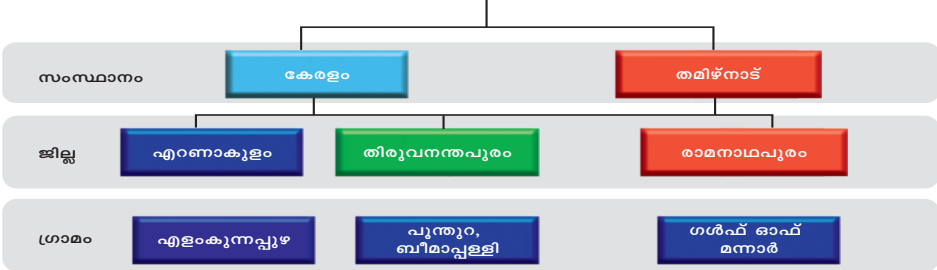 സംസ്ഥാനം കേരളം തമിഴ്നാട്
ജില്ല എറണാകുളം തിരുവനന്തപുരം രാമനാഥപുരം
ഗ്രാമം എളംകുന്നപ്പുഴ പൂന്തുറ, ബീമാപ്പള്ളി ഗൾഫ് ഓഫ് മന്നാർ